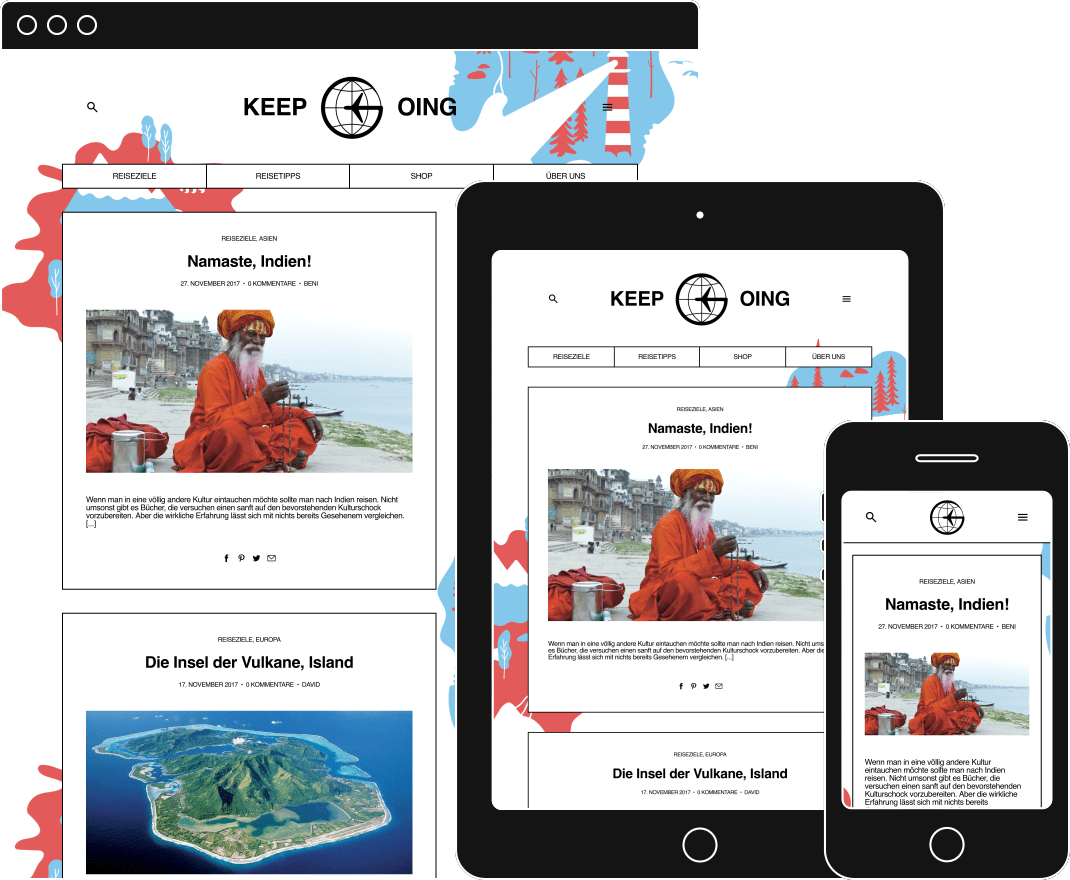 KEEP OING
REISEZIELE
REISETIPPS
SHOP
ÜBER UNS
REISEZIELE, ASIEN
Namaste, Indien!
27. NOVEMBER 2017 • 0 KOMMENTARE • BENI
Wenn man in eine völlig andere Kultur eintauchen möchte sollte man nach Indien reisen. Nicht
umsonst gibt es Bücher, die versuchen einen sanft auf den bevorstehenden Kulturschock
vorzubereiten. Aber die wirkliche Erfahrung lässt sich mit nichts bereits Gesehenem vergleichen.
[...]
REISEZIELE, EUROPA
Die Insel der Vulkane, Island
17. NOVEMBER 2017 • 0 KOMMENTARE • DAVID
KEEP OING
REISEZIELE
REISETIPPS
SHOP
ÜBER UNS
REISEZIELE, ASIEN
Namaste, Indien!
27. NOVEMBER 2017 • 0 KOMMENTARE • BENI
Wenn man in eine völlig andere Kultur eintauchen möchte sollte man nach Indien reisen. Nicht ums
es Bücher, die versuchen einen sanft auf den bevorstehenden Kulturschock vorzubereiten. Aber die
Erfahrung lässt sich mit nichts bereits Gesehenem vergleichen. [...]
REISEZIELE, EUROPA
Die Insel der Vulkane, Island
17. NOVEMBER 2017 • 0 KOMMENTARE • DAVID
REISEZIELE, ASIEN
Namaste, Indien!
27. NOVEMBER 2017 • 0 KOMMENTARE • BENI
Wenn man in eine völlig andere Kultur
eintauchen möchte sollte man nach Indien
reisen. Nicht umsonst gibt es Bücher, die
versuchen einen sanft auf den bevorstehenden
Kulturschock vorzubereiten. Aber die wirkliche
Erfahrung lässt sich mit nichts bereits